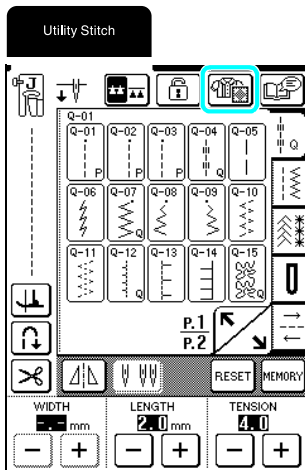 Utility Stitch
J
Q-01
Q
Q-01 Q-02 Q-03 Q-04 Q-05
P P P Q
Q-06 Q-07 Q-08 Q-09 Q-10
Q
Q-11 Q-12 Q-13 Q-14 Q-15
Q Q
P.1
P.2
RESET MEMORY
WIDTH LENGTH TENSION
-.- mm 2.0 mm 4.0
− + − + − +